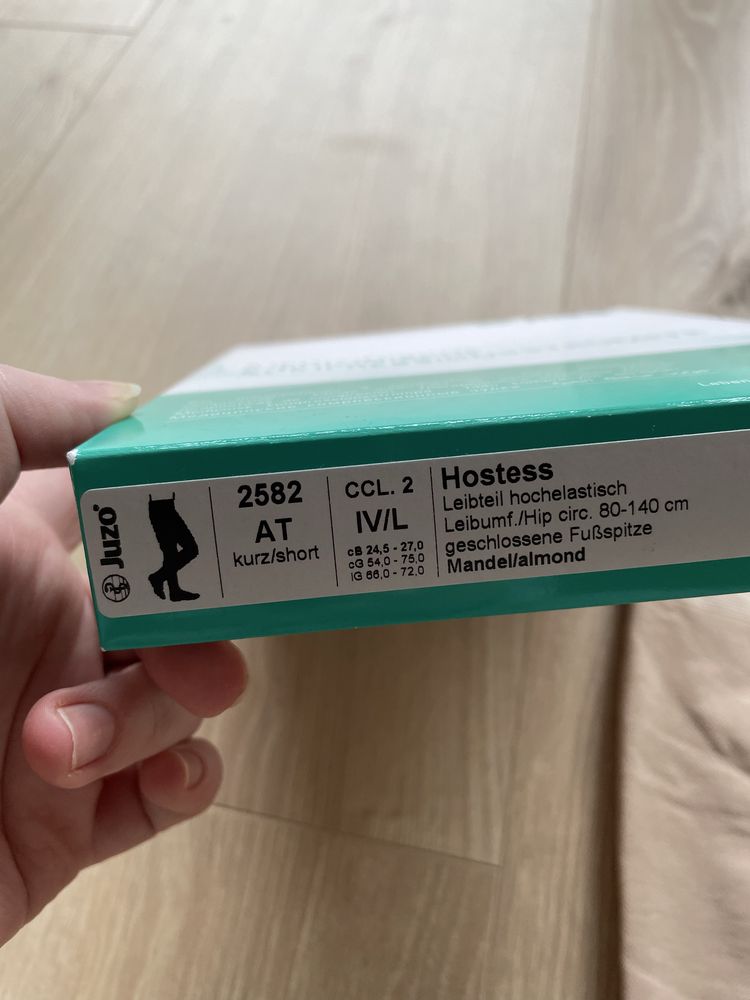 Juzo®
2582
AT
kurz/short
CCL. 2
IV/L
cB 24,5 - 27,0
cG 54,0 - 75,0
lG 66,0 - 72,0
Hostess
Leibteil hochelastisch
Leibumf./Hip circ. 80-140 cm
geschlossene Fußspitze
Mandel/almond